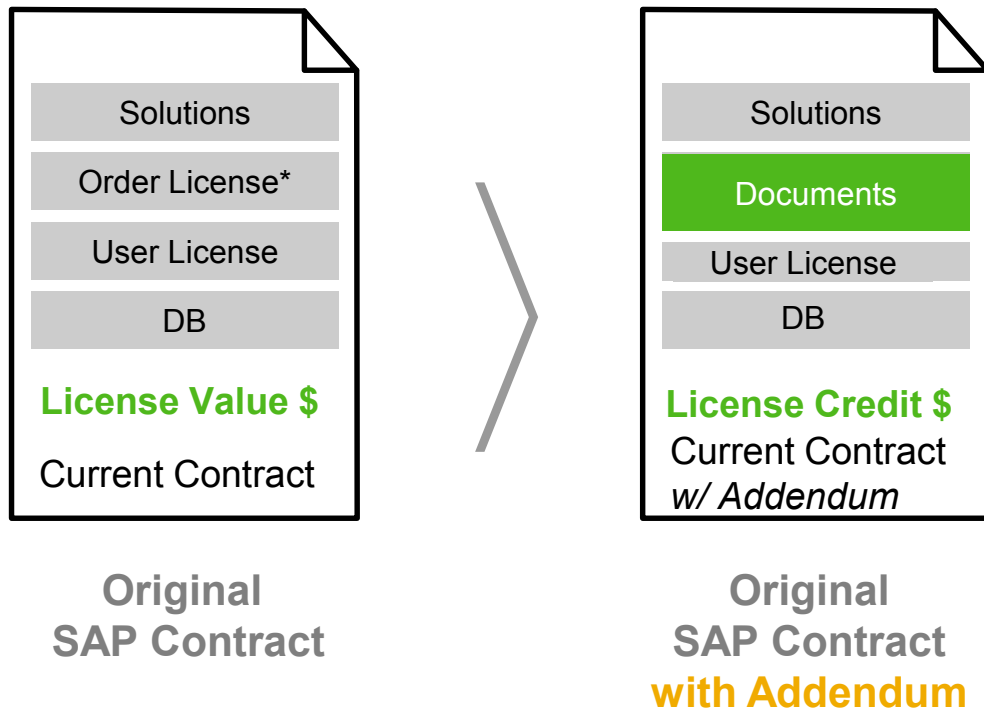 Solutions
Order License*
User License
DB
License Value $
Current Contract
Original
SAP Contract
Solutions
Documents
User License
DB
License Credit $
Current Contract
w/ Addendum
Original
SAP Contract
with Addendum